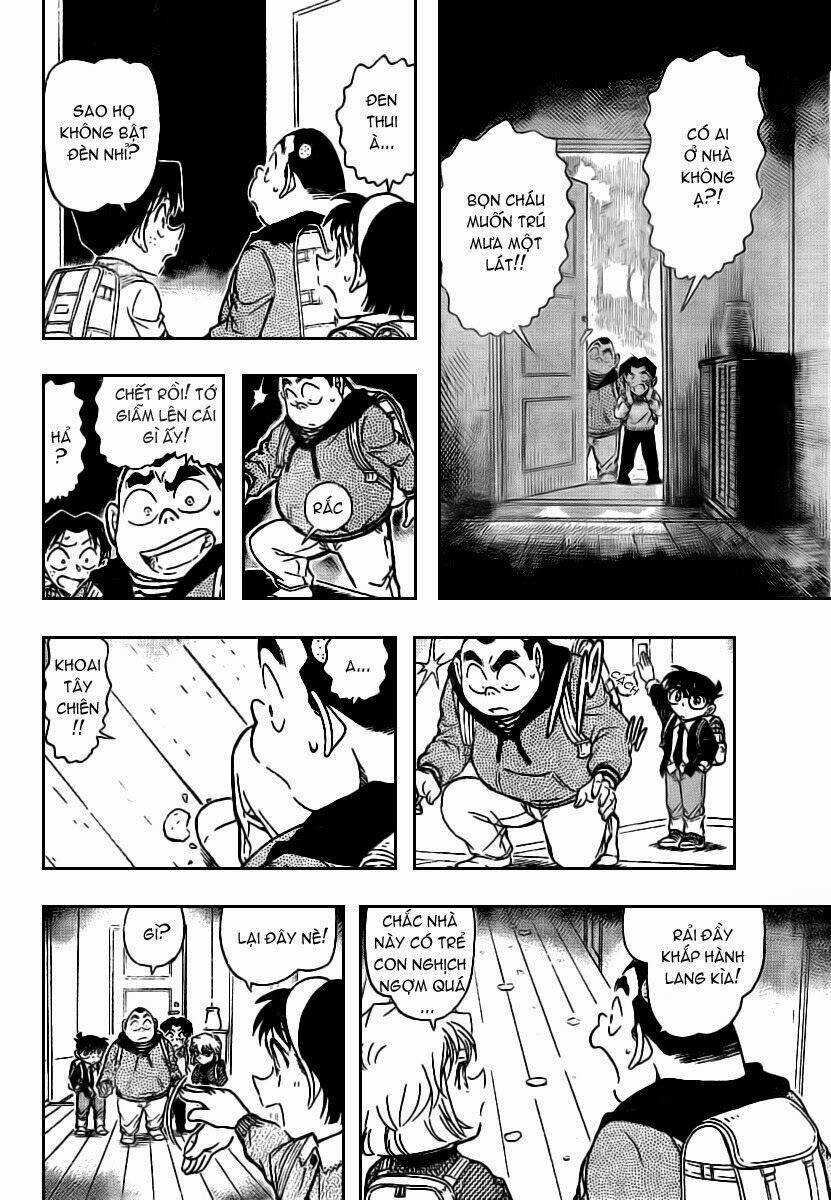 CÓ AI
Ở NHÀ
KHÔNG
Ạ?!
BỌN CHÁU
MUỐN TRÚ
MƯA MỘT
LÁT!!
ĐEN
THUI
À...
SAO HỌ
KHÔNG BẬT
ĐÈN NHỈ?
RẮC
CHẾT RỒI! TỚ
GIẪM LÊN CÁI
GÌ ẤY!
HẢ
?
CẠCH
A...
KHOAI
TÂY
CHIÊN
!!
RẢI ĐẦY
KHẮP HÀNH
LANG KÌA!
CHẮC NHÀ
NÀY CÓ TRẺ
CON NGHỊCH
NGỢM QUÁ
...
LẠI ĐÂY NÈ!
GÌ?